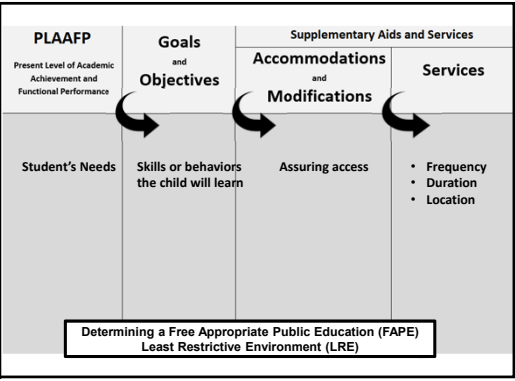 PLAAFP
Present Level of Academic
Achievement and
Functional Performance
Goals
and
Objectives
Supplementary Aids and Services
Accommodations
and
Modifications
Services
Student's Needs
Skills or behaviors
the child will learn
Assuring access
• Frequency
• Duration
• Location
Determining a Free Appropriate Public Education (FAPE)
Least Restrictive Environment (LRE)